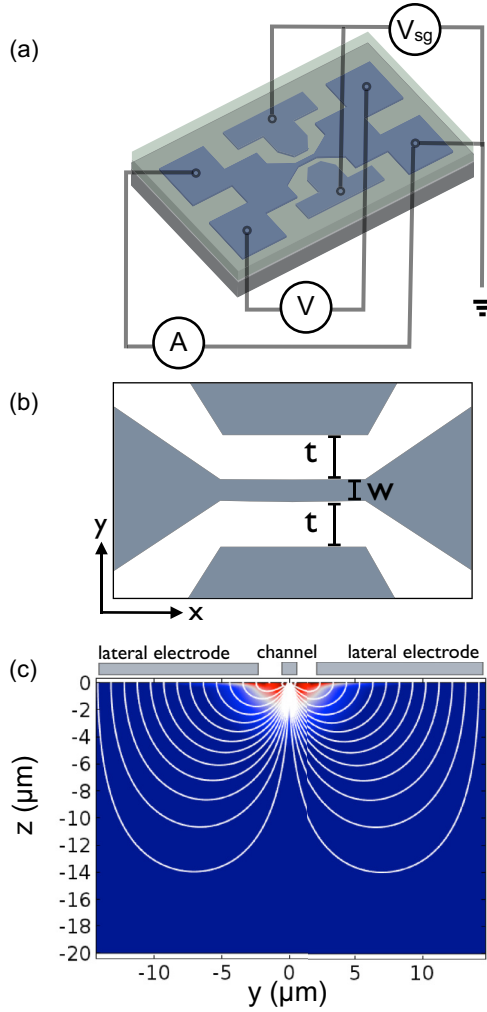 (a)
Vsg
V
A
(b)
t
w
t
y
x
lateral electrode channel lateral electrode
(c)
0
-2
-4
-6
-8
-10
-12
-14
-16
-18
-20
z (µm)
-10 -5 0 5 10
y (µm)